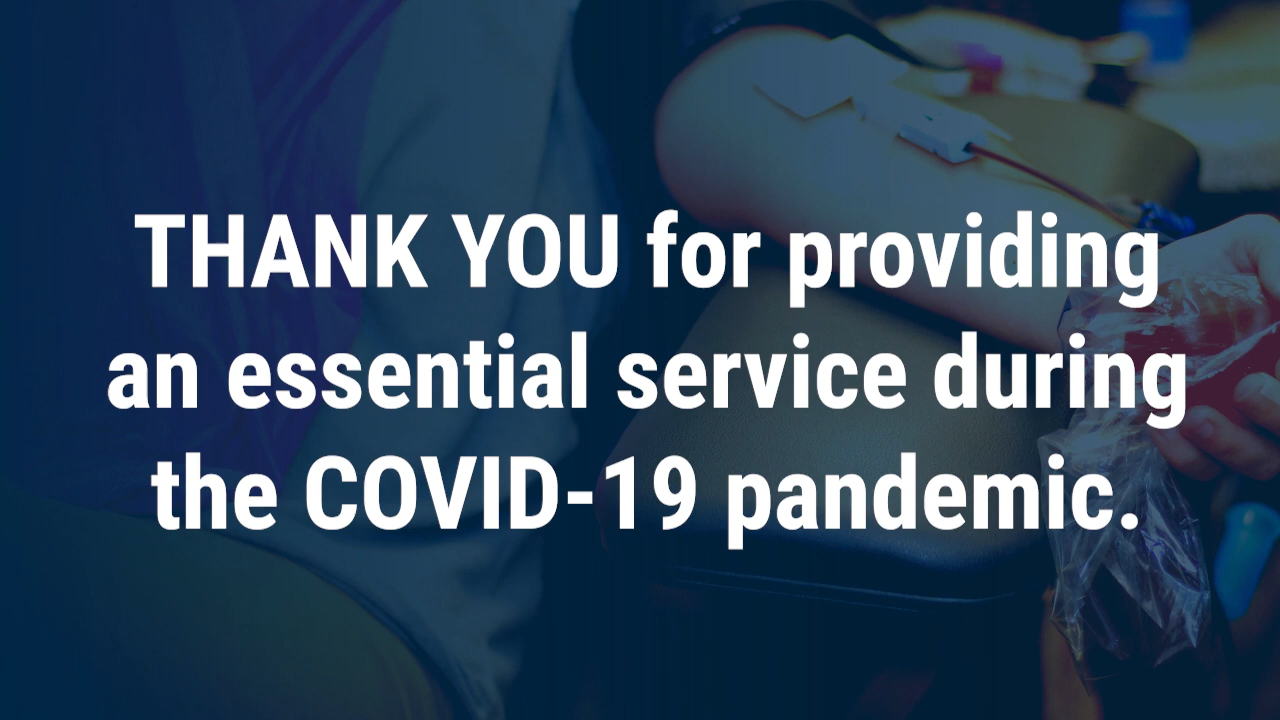 THANK YOU for providing
an essential service during
the COVID-19 pandemic.